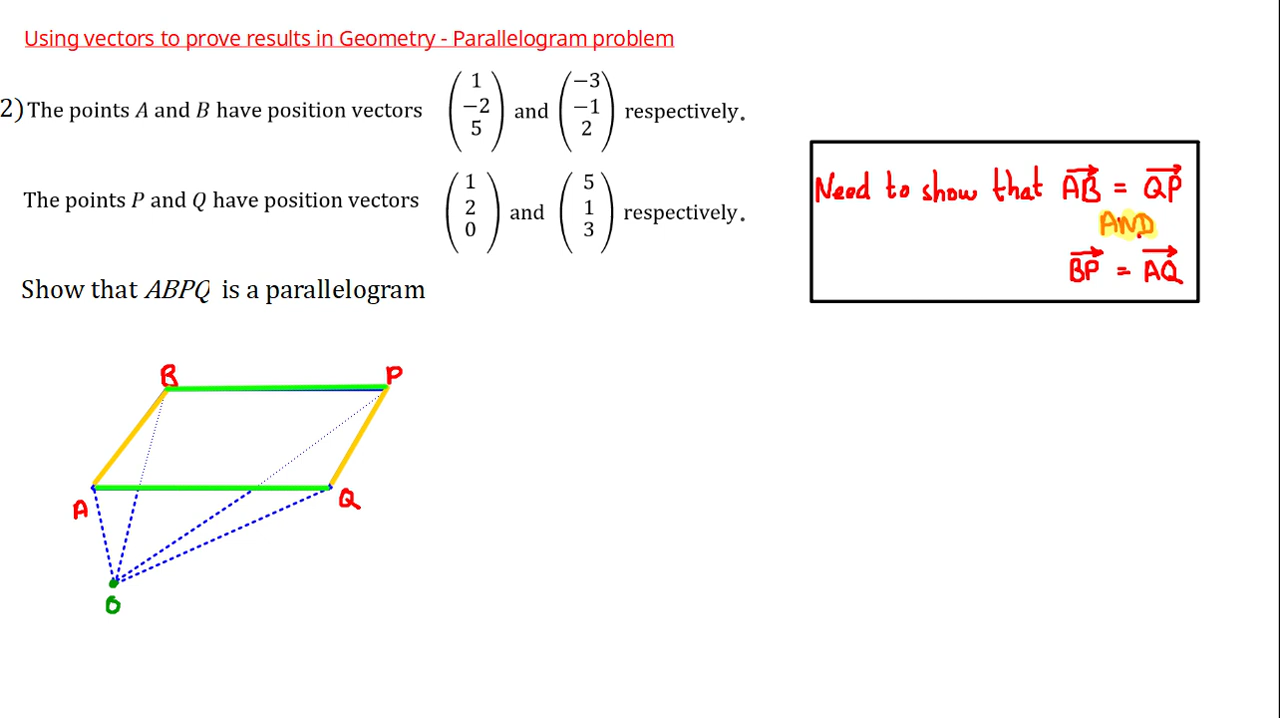 Using vectors to prove results in Geometry - Parallelogram problem
2) The points A and B have position vectors (1 −2 5) and (−3 −1 2) respectively.
The points P and Q have position vectors (1 2 0) and (5 1 3) respectively.
Show that ABPQ is a parallelogram
Need to show that AB⃗ = QP⃗
AND
BP⃗ = AQ⃗
B P
A Q
O